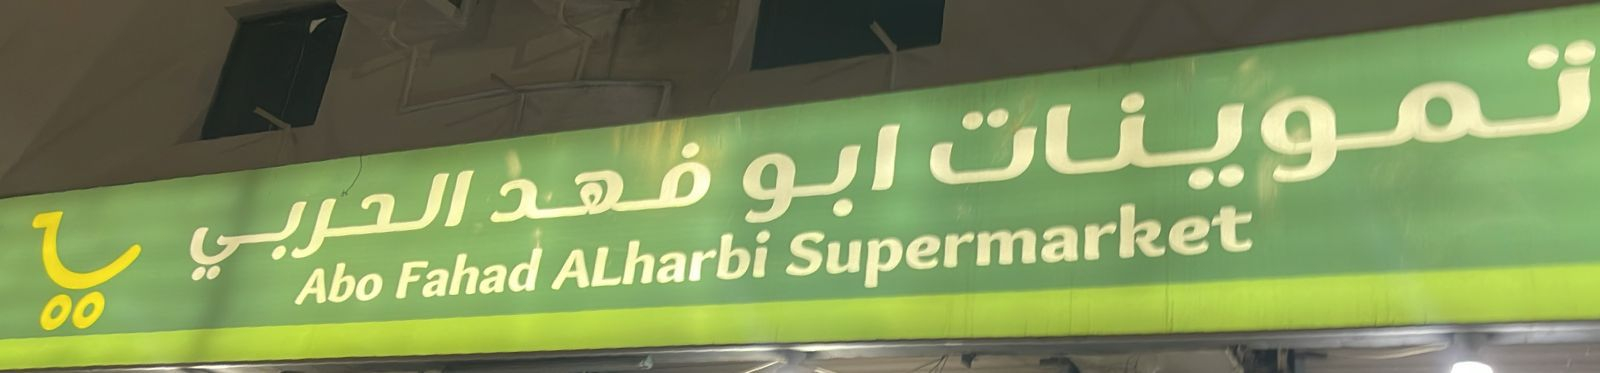 تموينات ابو فهد الحربي
Abo Fahad ALharbi Supermarket